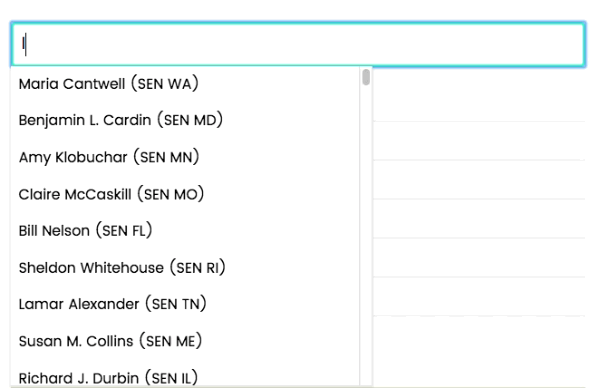 l
Maria Cantwell (SEN WA)
Benjamin L. Cardin (SEN MD)
Amy Klobuchar (SEN MN)
Claire McCaskill (SEN MO)
Bill Nelson (SEN FL)
Sheldon Whitehouse (SEN RI)
Lamar Alexander (SEN TN)
Susan M. Collins (SEN ME)
Richard J. Durbin (SEN IL)